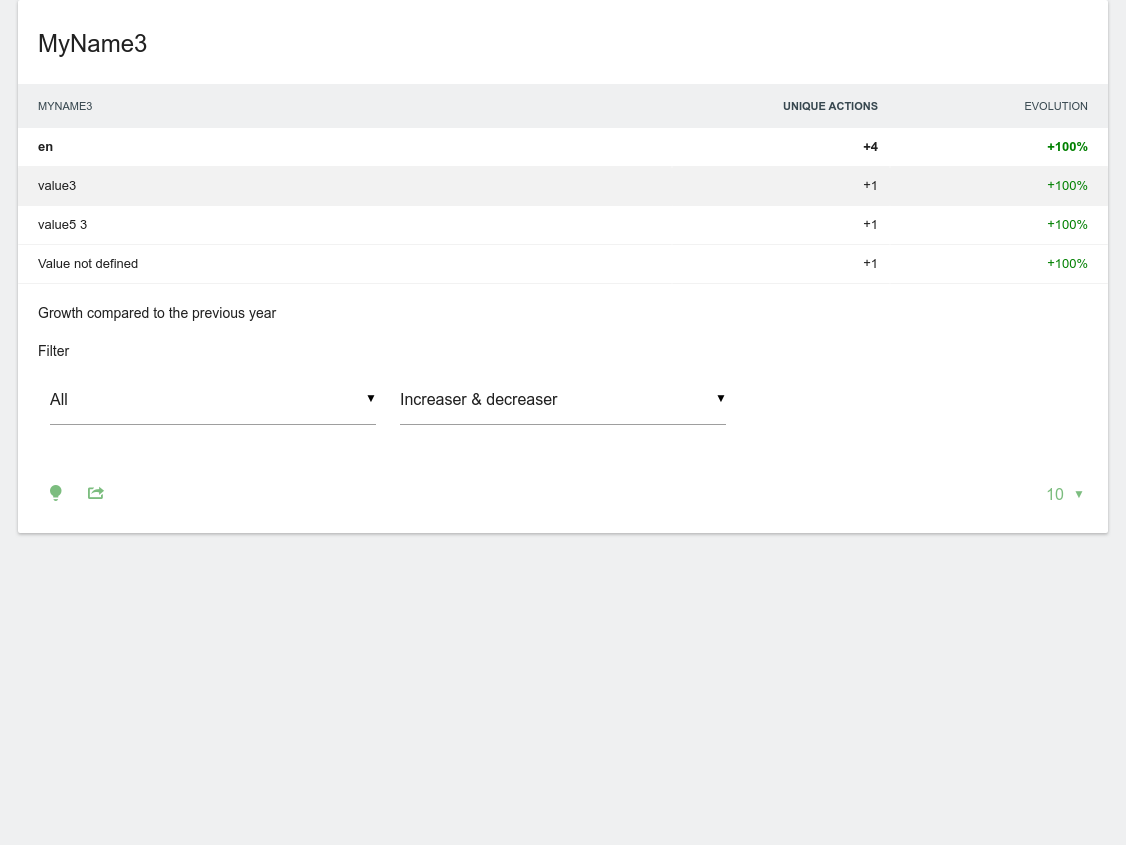 MyName3
MYNAME3 UNIQUE ACTIONS EVOLUTION
en +4 +100%
value3 +1 +100%
value5 3 +1 +100%
Value not defined +1 +100%
Growth compared to the previous year
Filter
All ▼ Increaser & decreaser ▼
10 ▼